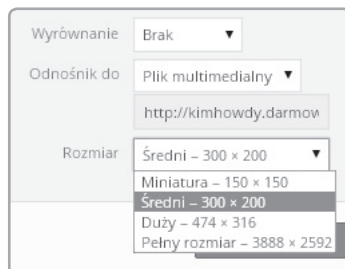 Wyrównanie Brak
Odnośnik do Plik multimedialny
http://kimhowdy.darmow
Rozmiar Średni – 300 × 200
Miniatura – 150 × 150
Średni – 300 × 200
Duży – 474 × 316
Pełny rozmiar – 3888 × 2592